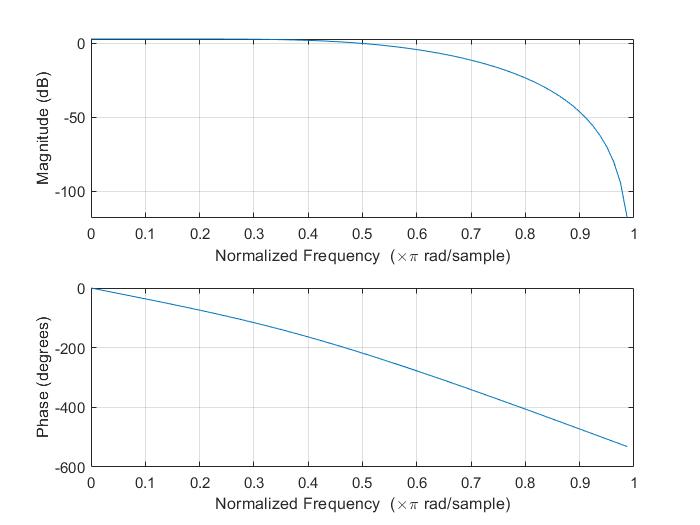 0
-50
-100
Magnitude (dB)
0 0.1 0.2 0.3 0.4 0.5 0.6 0.7 0.8 0.9 1
Normalized Frequency (×π rad/sample)
0
-200
-400
-600
Phase (degrees)
0 0.1 0.2 0.3 0.4 0.5 0.6 0.7 0.8 0.9 1
Normalized Frequency (×π rad/sample)